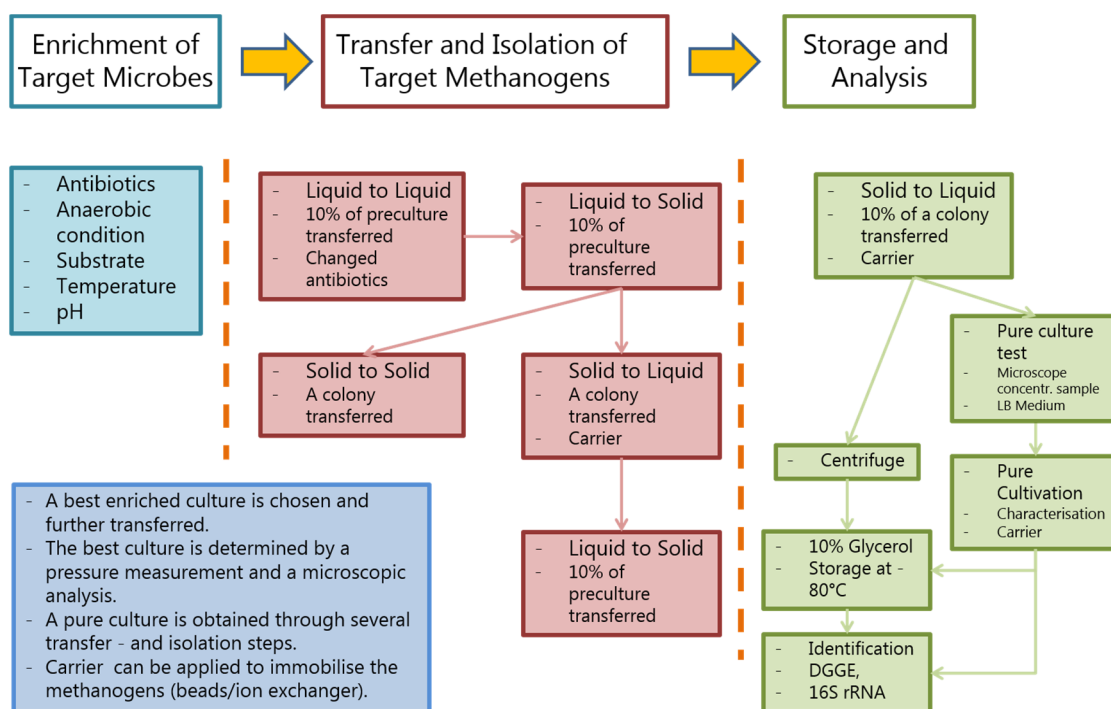 Enrichment of
Target Microbes
Transfer and Isolation of
Target Methanogens
Storage and
Analysis
- Antibiotics
- Anaerobic
condition
- Substrate
- Temperature
- pH
Liquid to Liquid
- 10% of preculture
transferred
- Changed
antibiotics
Liquid to Solid
- 10% of
preculture
transferred
Solid to Solid
- A colony
transferred
Solid to Liquid
- A colony
transferred
- Carrier
Liquid to Solid
- 10% of
preculture
transferred
- A best enriched culture is chosen and
further transferred.
- The best culture is determined by a
pressure measurement and a microscopic
analysis.
- A pure culture is obtained through several
transfer - and isolation steps.
- Carrier can be applied to immobilise the
methanogens (beads/ion exchanger).
Solid to Liquid
- 10% of a colony
transferred
- Carrier
- Pure culture
test
- Microscope
concentr. sample
- LB Medium
- Centrifuge
- Pure
Cultivation
- Characterisation
- Carrier
- 10% Glycerol
- Storage at -
80°C
- Identification
- DGGE,
- 16S rRNA